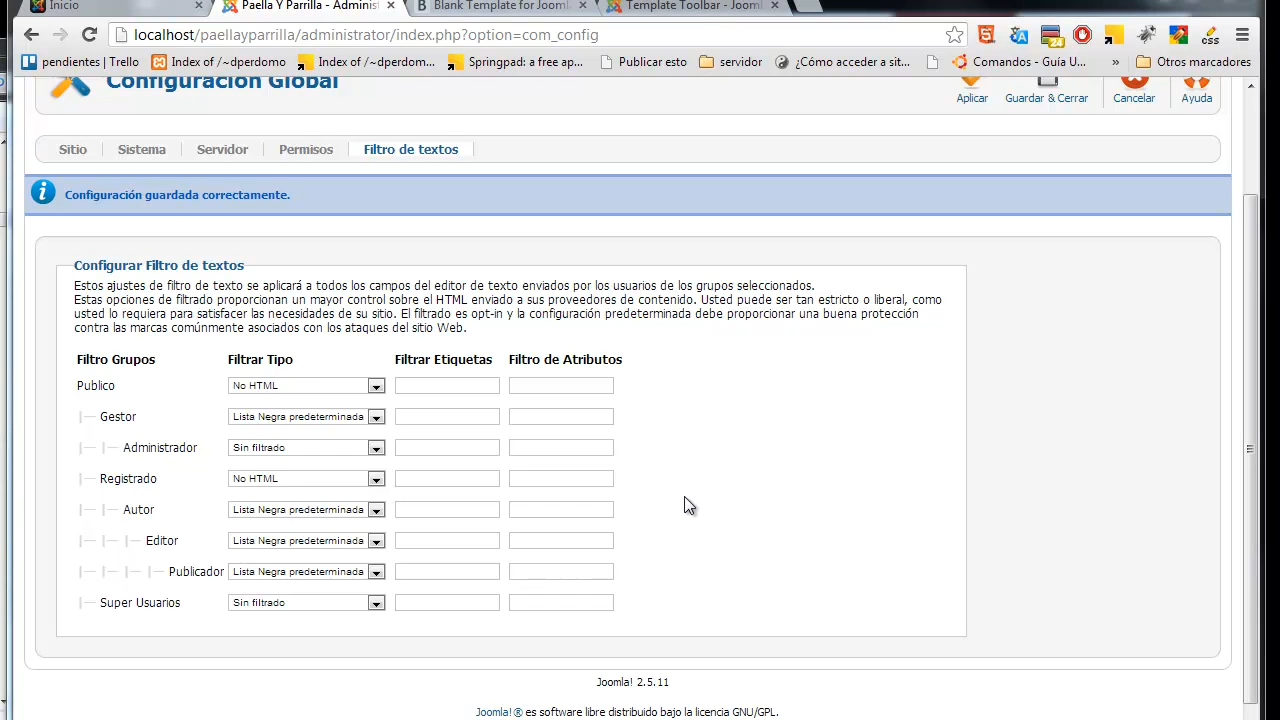 Inicio
Paella Y Parrilla - Adminis
Blank Template for Jooml
Template Toolbar - Jooml
localhost/paellayparrilla/administrator/index.php?option=com_config
24
css
pendientes | Trello
Index of /~dperdomo
Index of /~dperdom...
Springpad: a free ap...
Publicar esto
servidor
¿Cómo acceder a sit...
Comandos - Guía U...
»
Otros marcadores
Configuración Global
Aplicar
Guardar & Cerrar
Cancelar
Ayuda
Sitio
Sistema
Servidor
Permisos
Filtro de textos
Configuración guardada correctamente.
Configurar Filtro de textos
Estos ajustes de filtro de texto se aplicará a todos los campos del editor de texto enviados por los usuarios de los grupos seleccionados.
Estas opciones de filtrado proporcionan un mayor control sobre el HTML enviado a sus proveedores de contenido. Usted puede ser tan estricto o liberal, como
usted lo requiera para satisfacer las necesidades de su sitio. El filtrado es opt-in y la configuración predeterminada debe proporcionar una buena protección
contra las marcas comúnmente asociados con los ataques del sitio Web.
Filtro Grupos Filtrar Tipo Filtrar Etiquetas Filtro de Atributos
Publico No HTML
Gestor Lista Negra predeterminada
Administrador Sin filtrado
Registrado No HTML
Autor Lista Negra predeterminada
Editor Lista Negra predeterminada
Publicador Lista Negra predeterminada
Super Usuarios Sin filtrado
Joomla! 2.5.11
Joomla! ® es software libre distribuido bajo la licencia GNU/GPL.